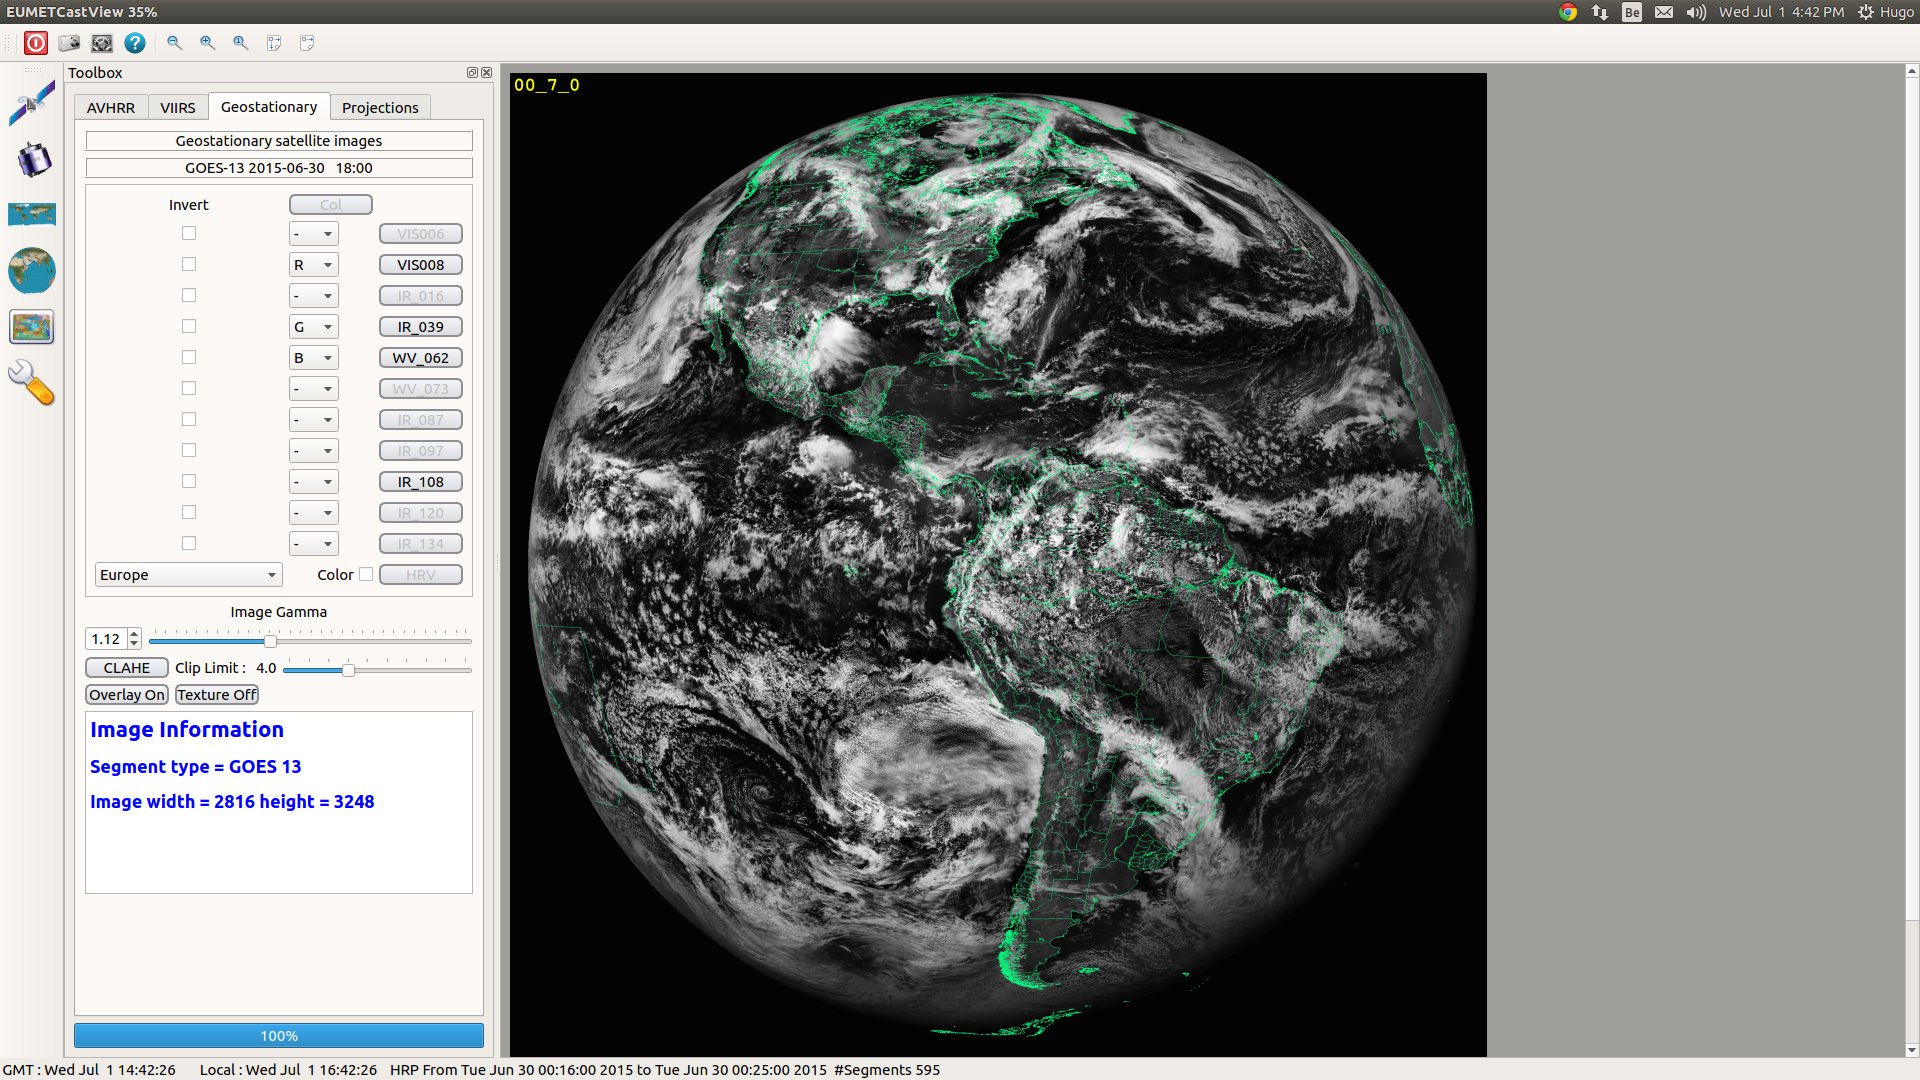 EUMETCastView 35%
Be Wed Jul 1 4:42 PM Hugo
Toolbox
AVHRR VIIRS Geostationary Projections
Geostationary satellite images
GOES-13 2015-06-30 18:00
Invert Col
- VIS006
R VIS008
- IR_016
G IR_039
B WV_062
- WV_073
- IR_087
- IR_097
- IR_108
- IR_120
- IR_134
Europe Color HRV
Image Gamma
1.12
CLAHE Clip Limit : 4.0
Overlay On Texture Off
Image Information
Segment type = GOES 13
Image width = 2816 height = 3248
100%
00_7_0
GMT : Wed Jul 1 14:42:26 Local : Wed Jul 1 16:42:26 HRP From Tue Jun 30 00:16:00 2015 to Tue Jun 30 00:25:00 2015 #Segments 595